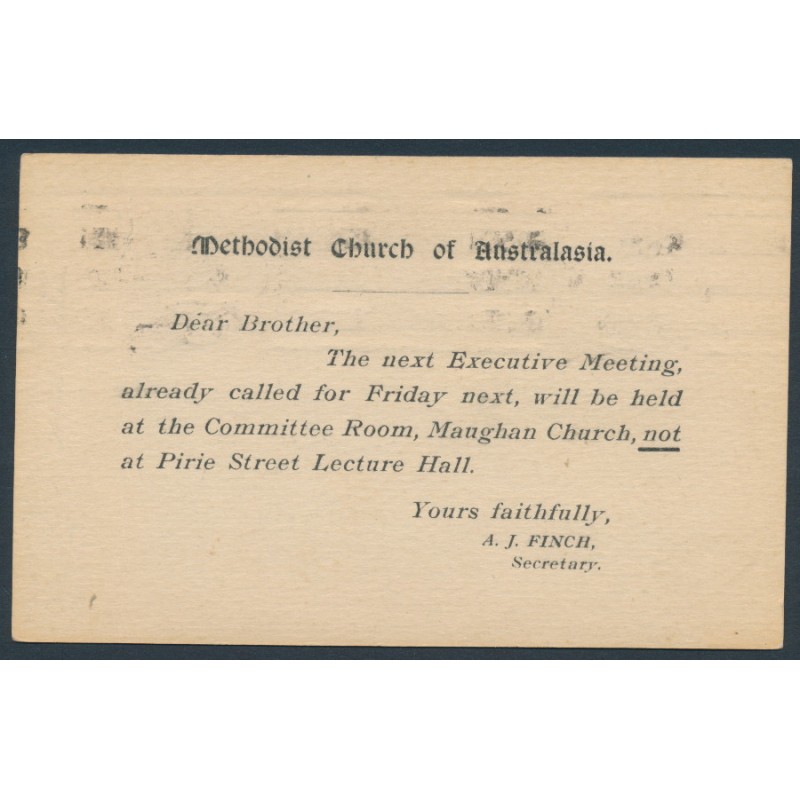 Methodist Church of Australasia.
Dear Brother,
The next Executive Meeting,
already called for Friday next, will be held
at the Committee Room, Maughan Church, not
at Pirie Street Lecture Hall.
Yours faithfully,
A. J. FINCH,
Secretary.